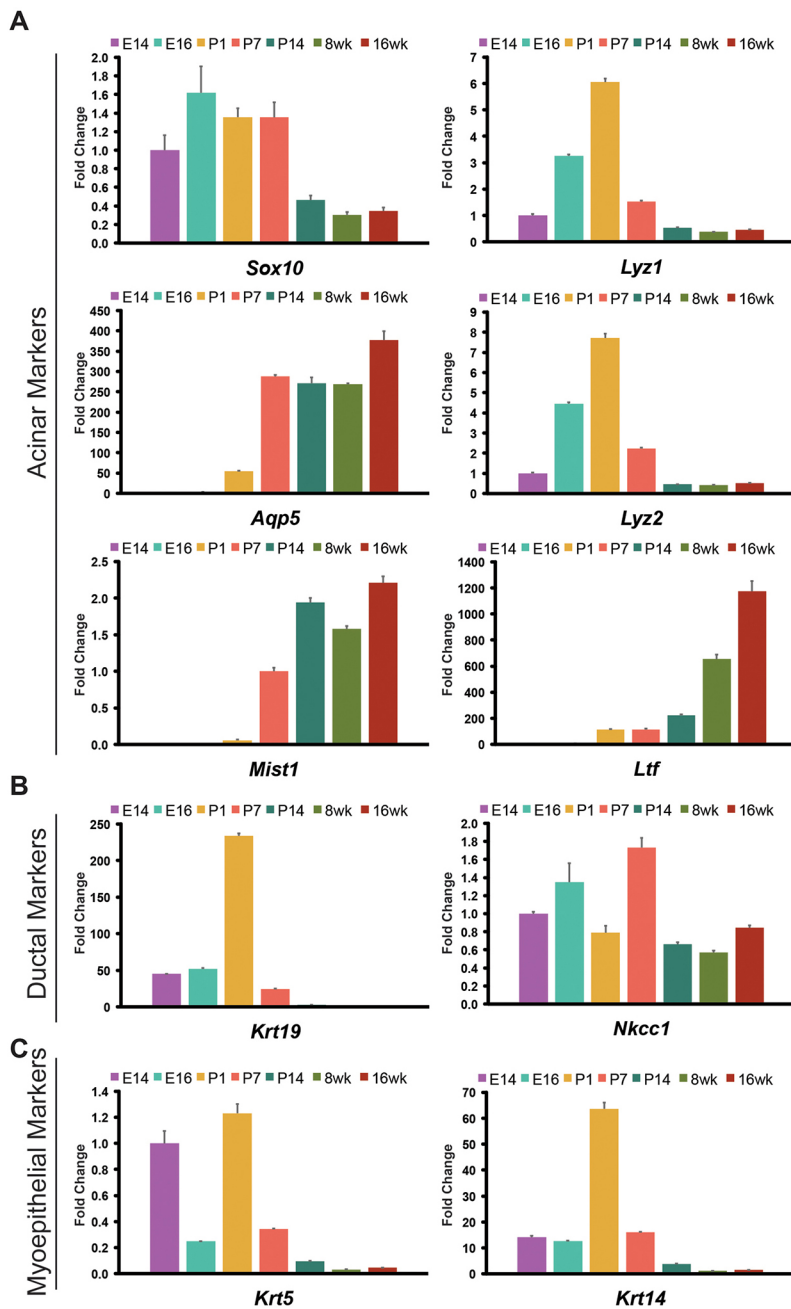 A
Acinar Markers
E14 E16 P1 P7 P14 8wk 16wk
Fold Change
2.0
1.8
1.6
1.4
1.2
1.0
0.8
0.6
0.4
0.2
0.0
Sox10
E14 E16 P1 P7 P14 8wk 16wk
Fold Change
7
6
5
4
3
2
1
0
Lyz1
E14 E16 P1 P7 P14 8wk 16wk
Fold Change
450
400
350
300
250
200
150
100
50
0
Aqp5
E14 E16 P1 P7 P14 8wk 16wk
Fold Change
9
8
7
6
5
4
3
2
1
0
Lyz2
E14 E16 P1 P7 P14 8wk 16wk
Fold Change
2.5
2.0
1.5
1.0
0.5
0.0
Mist1
E14 E16 P1 P7 P14 8wk 16wk
Fold Change
1400
1200
1000
800
600
400
200
0
Ltf
B
Ductal Markers
E14 E16 P1 P7 P14 8wk 16wk
Fold Change
250
200
150
100
50
0
Krt19
E14 E16 P1 P7 P14 8wk 16wk
Fold Change
2.0
1.8
1.6
1.4
1.2
1.0
0.8
0.6
0.4
0.2
0.0
Nkcc1
C
Myoepithelial Markers
E14 E16 P1 P7 P14 8wk 16wk
Fold Change
1.4
1.2
1.0
0.8
0.6
0.4
0.2
0.0
Krt5
E14 E16 P1 P7 P14 8wk 16wk
Fold Change
70
60
50
40
30
20
10
0
Krt14